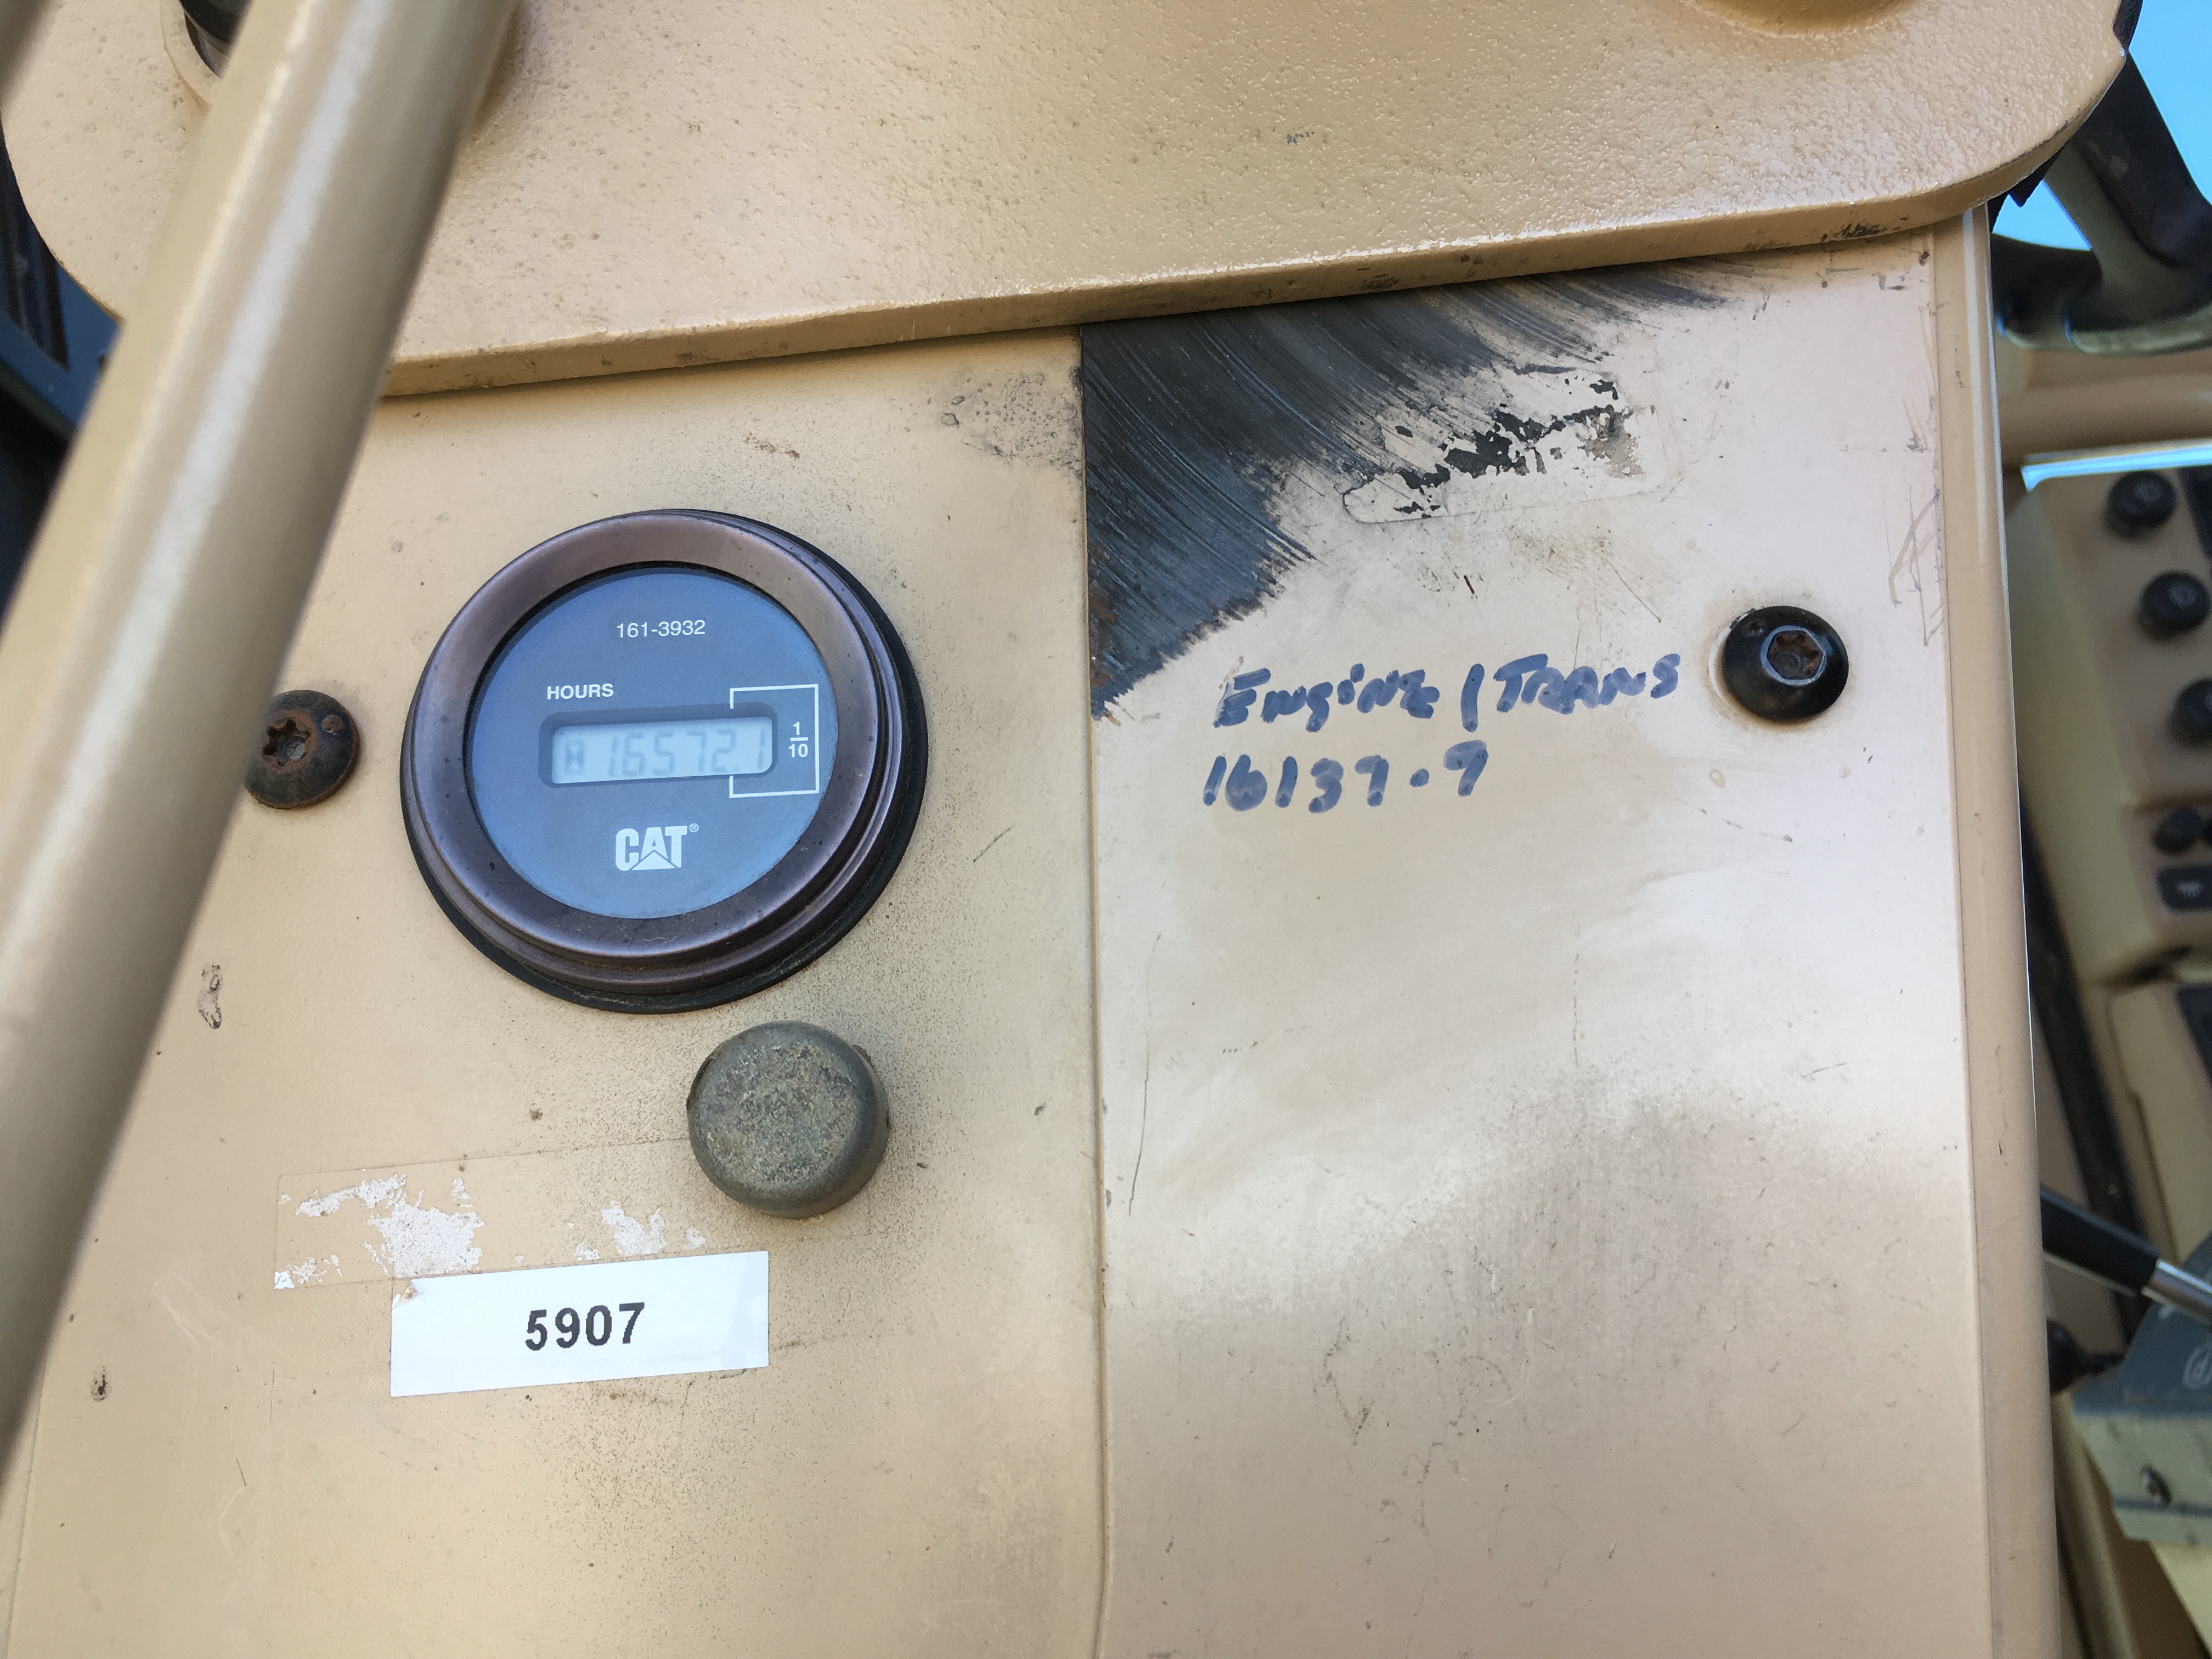 161-3932
HOURS
16572.1
1
10
CAT®
Engine / TRANS
16137.9
5907